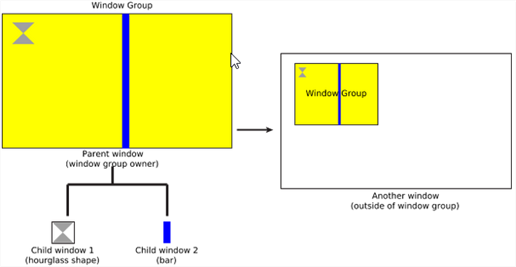 Window Group
Window Group
Parent window
(window group owner)
Another window
(outside of window group)
Child window 1
(hourglass shape)
Child window 2
(bar)